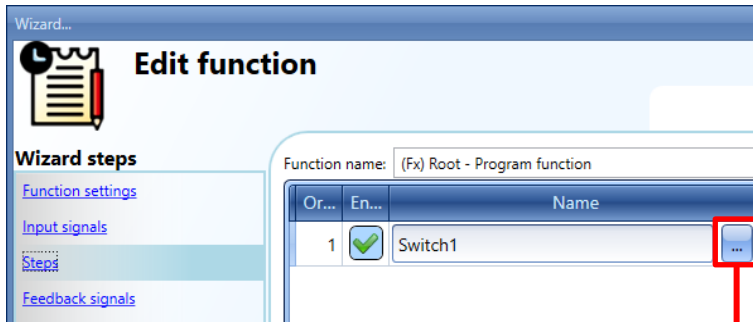 Wizard...
Edit function
Wizard steps
Function settings
Input signals
Steps
Feedback signals
Function name: (Fx) Root - Program function
Or... En... Name
1 Switch1 ...